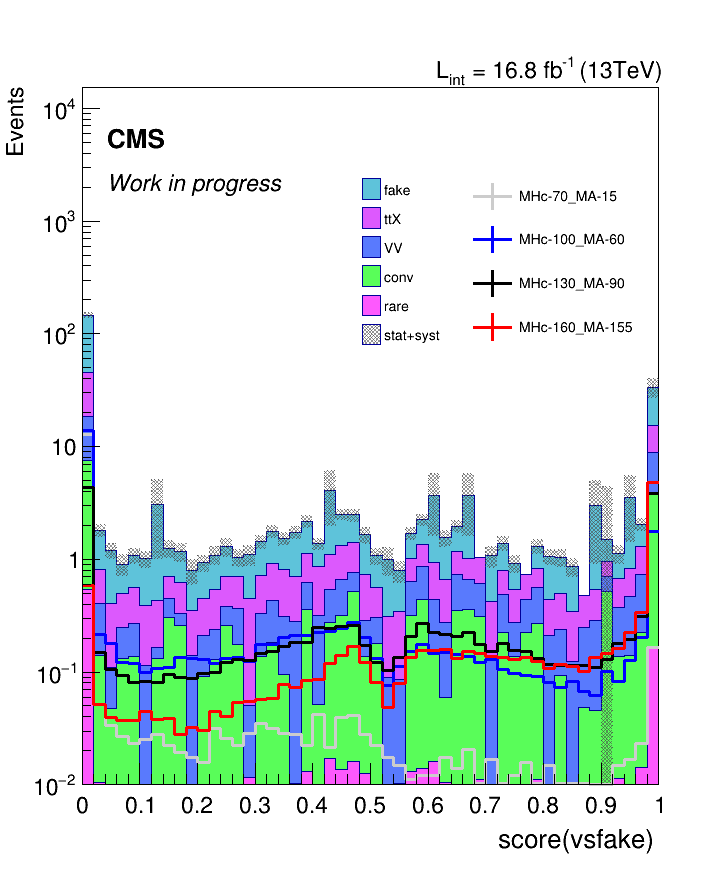 L_int = 16.8 fb^-1 (13TeV)
Events
CMS
Work in progress
fake
ttX
VV
conv
rare
stat+syst
MHc-70_MA-15
MHc-100_MA-60
MHc-130_MA-90
MHc-160_MA-155
10^4
10^3
10^2
10
1
10^-1
10^-2
0 0.1 0.2 0.3 0.4 0.5 0.6 0.7 0.8 0.9 1
score(vsfake)